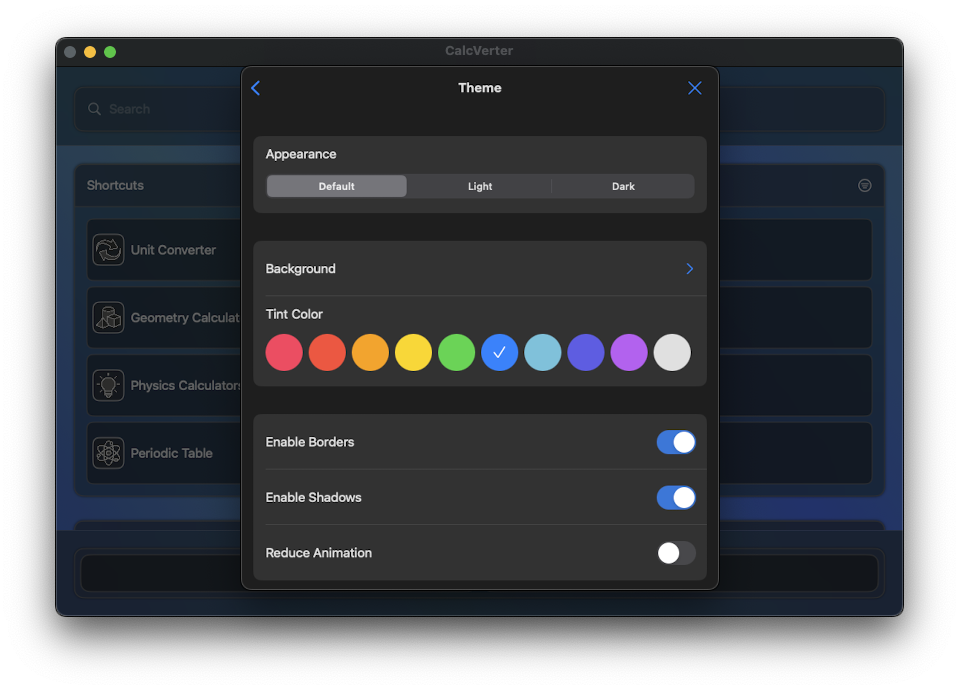 CalcVerter
Search
Theme
Shortcuts
Appearance
Default Light Dark
Unit Converter
Geometry Calculat
Physics Calculators
Periodic Table
Background
Tint Color
Enable Borders
Enable Shadows
Reduce Animation